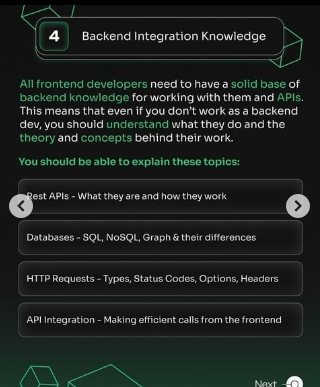 4 Backend Integration Knowledge
All frontend developers need to have a solid base of
backend knowledge for working with them and APIs.
This means that even if you don't work as a backend
dev, you should understand what they do and the
theory and concepts behind their work.
You should be able to explain these topics:
Rest APIs - What they are and how they work
Databases - SQL, NoSQL, Graph & their differences
HTTP Requests - Types, Status Codes, Options, Headers
API Integration - Making efficient calls from the frontend
Next